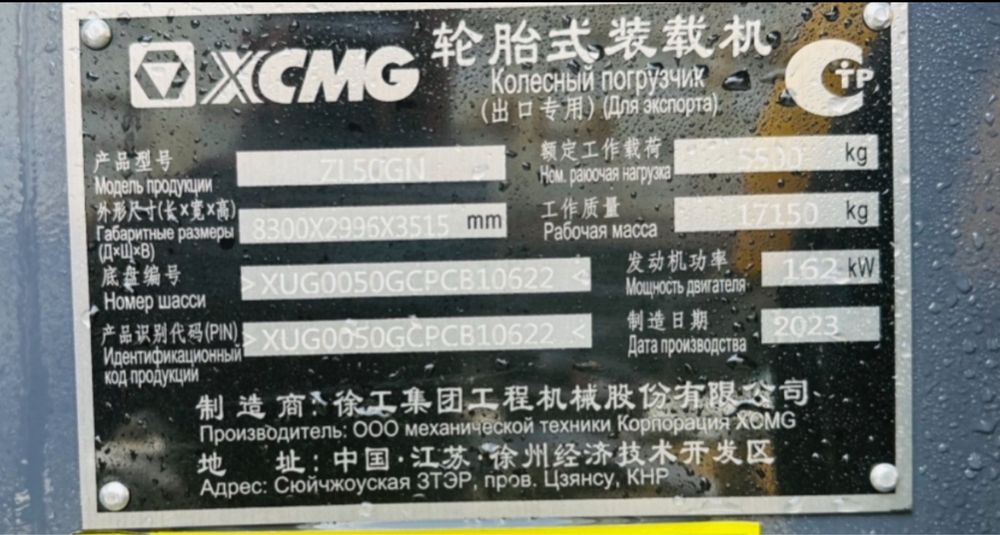 XCMG
轮胎式装载机
Колесный погрузчик
(出口专用) (Для экспорта)
СТР
产品型号 ZL50GN
Модель продукции
额定工作载荷 5500 kg
Ном. рабочая нагрузка
外形尺寸(长×宽×高) 8300X2996X3515 mm
Габаритные размеры
(Д×Ш×В)
工作质量 17150 kg
Рабочая масса
底盘编号 >XUG0050GCPCB10622<
Номер шасси
发动机功率 162 kW
Мощность двигателя
产品识别代码(PIN) >XUG0050GCPCB10622<
Идентификационный
код продукции
制造日期 2023
Дата производства
制造商: 徐工集团工程机械股份有限公司
Производитель: ООО механической техники Корпорация XCMG
地 址: 中国·江苏·徐州经济技术开发区
Адрес: Сюйчжоуская ЗТЭР, пров. Цзянсу, КНР